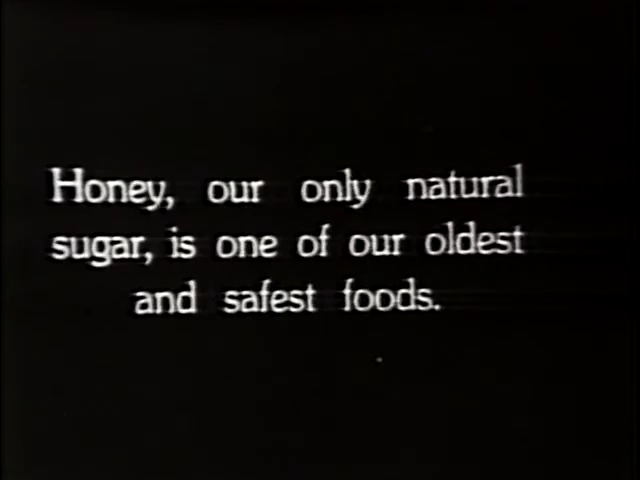 Honey, our only natural
sugar, is one of our oldest
and safest foods.